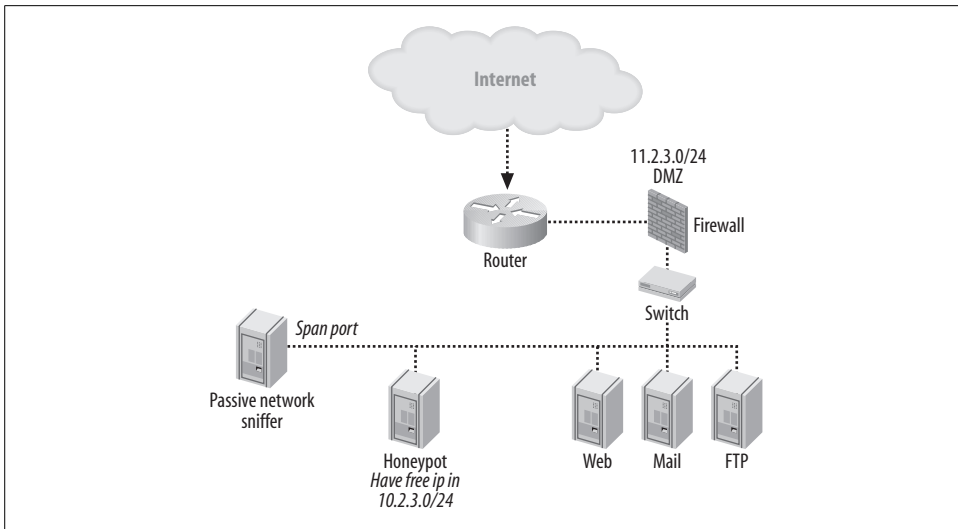 Internet
11.2.3.0/24
DMZ
Firewall
Router
Switch
Span port
Passive network
sniffer
Honeypot
Have free ip in
10.2.3.0/24
Web
Mail
FTP